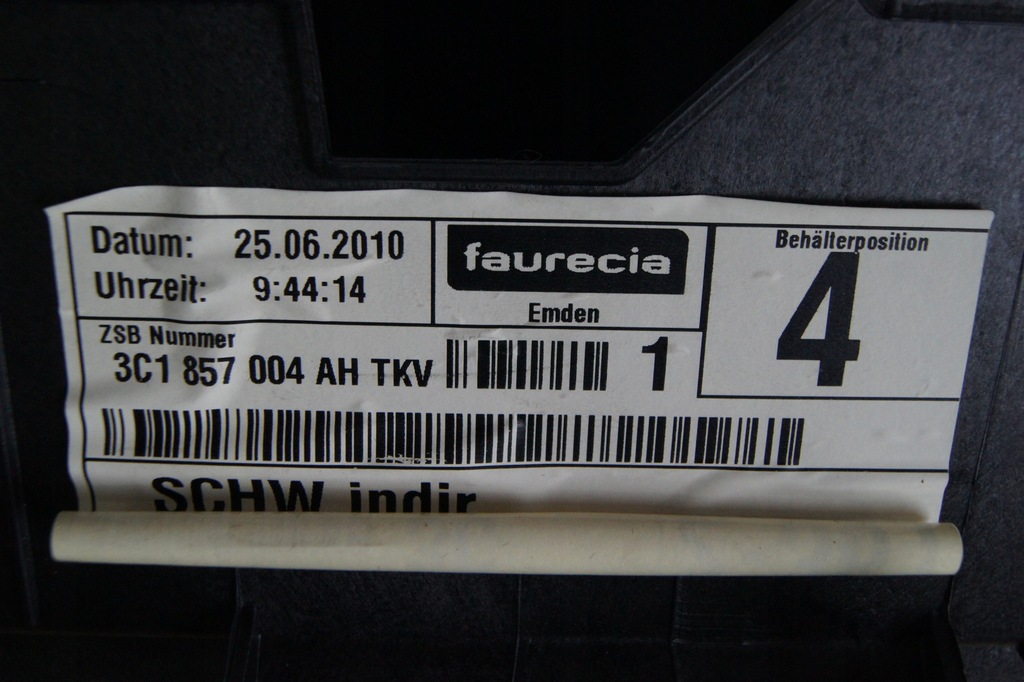 Datum: 25.06.2010
Uhrzeit: 9:44:14
faurecia
Emden
Behälterposition
4
ZSB Nummer
3C1 857 004 AH TKV 1
SCHW indir